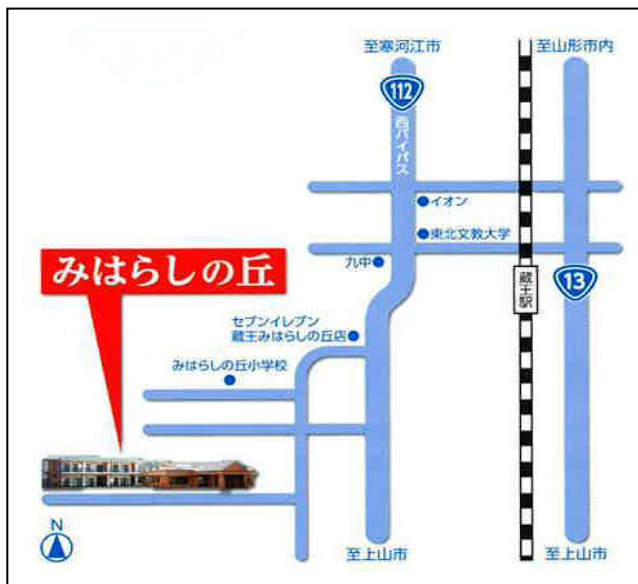 至寒河江市
至山形市内
112
西バイパス
イオン
東北文教大学
九中
みはらしの丘
蔵王駅
13
セブンイレブン
蔵王みはらしの丘店
みはらしの丘小学校
N
至上山市
至上山市